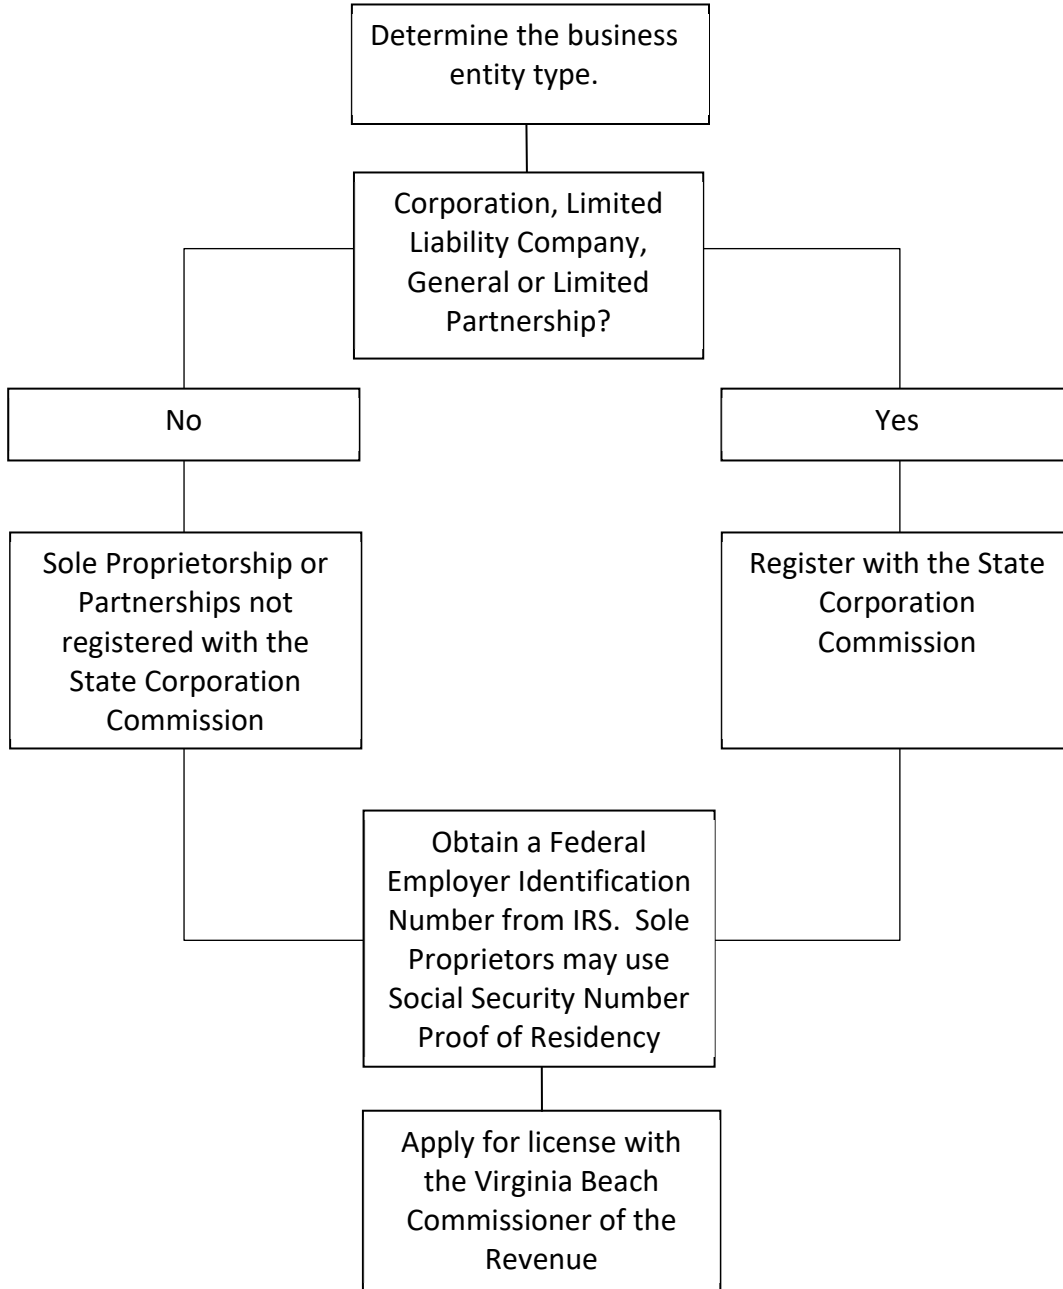 Determine the business
entity type.
Corporation, Limited
Liability Company,
General or Limited
Partnership?
No
Yes
Sole Proprietorship or
Partnerships not
registered with the
State Corporation
Commission
Register with the State
Corporation
Commission
Obtain a Federal
Employer Identification
Number from IRS.  Sole
Proprietors may use
Social Security Number
Proof of Residency
Apply for license with
the Virginia Beach
Commissioner of the
Revenue